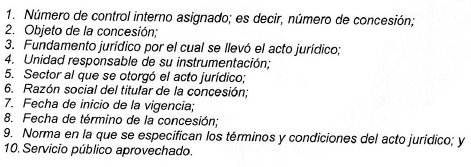 1. Número de control interno asignado; es decir, número de concesión;
2. Objeto de la concesión;
3. Fundamento jurídico por el cual se llevó el acto jurídico;
4. Unidad responsable de su instrumentación;
5. Sector al que se otorgó el acto jurídico;
6. Razón social del titular de la concesión;
7. Fecha de inicio de la vigencia;
8. Fecha de término de la concesión;
9. Norma en la que se especifican los términos y condiciones del acto jurídico; y
10. Servicio público aprovechado.